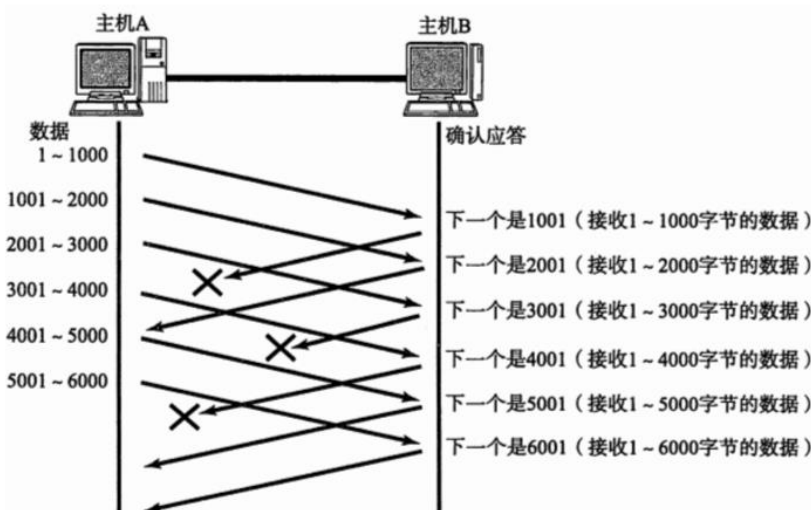 主机A
主机B
数据
确认应答
1~1000
1001~2000
2001~3000
3001~4000
4001~5000
5001~6000
下一个是1001（接收1~1000字节的数据）
下一个是2001（接收1~2000字节的数据）
下一个是3001（接收1~3000字节的数据）
下一个是4001（接收1~4000字节的数据）
下一个是5001（接收1~5000字节的数据）
下一个是6001（接收1~6000字节的数据）